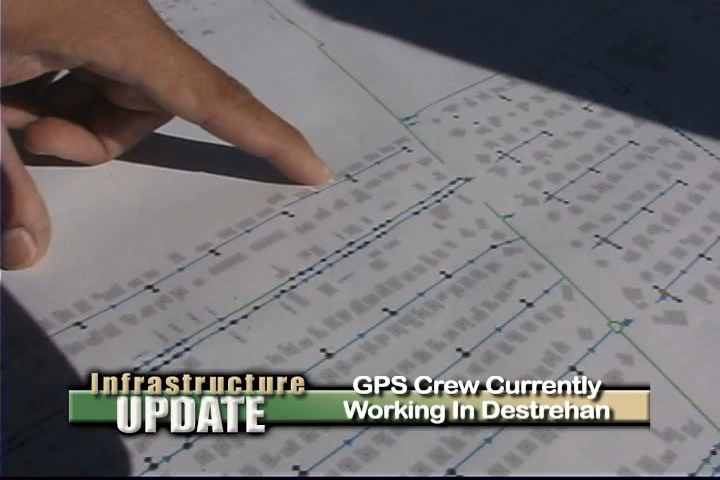 Infrastructure
UPDATE
GPS Crew Currently
Working In Destrehan